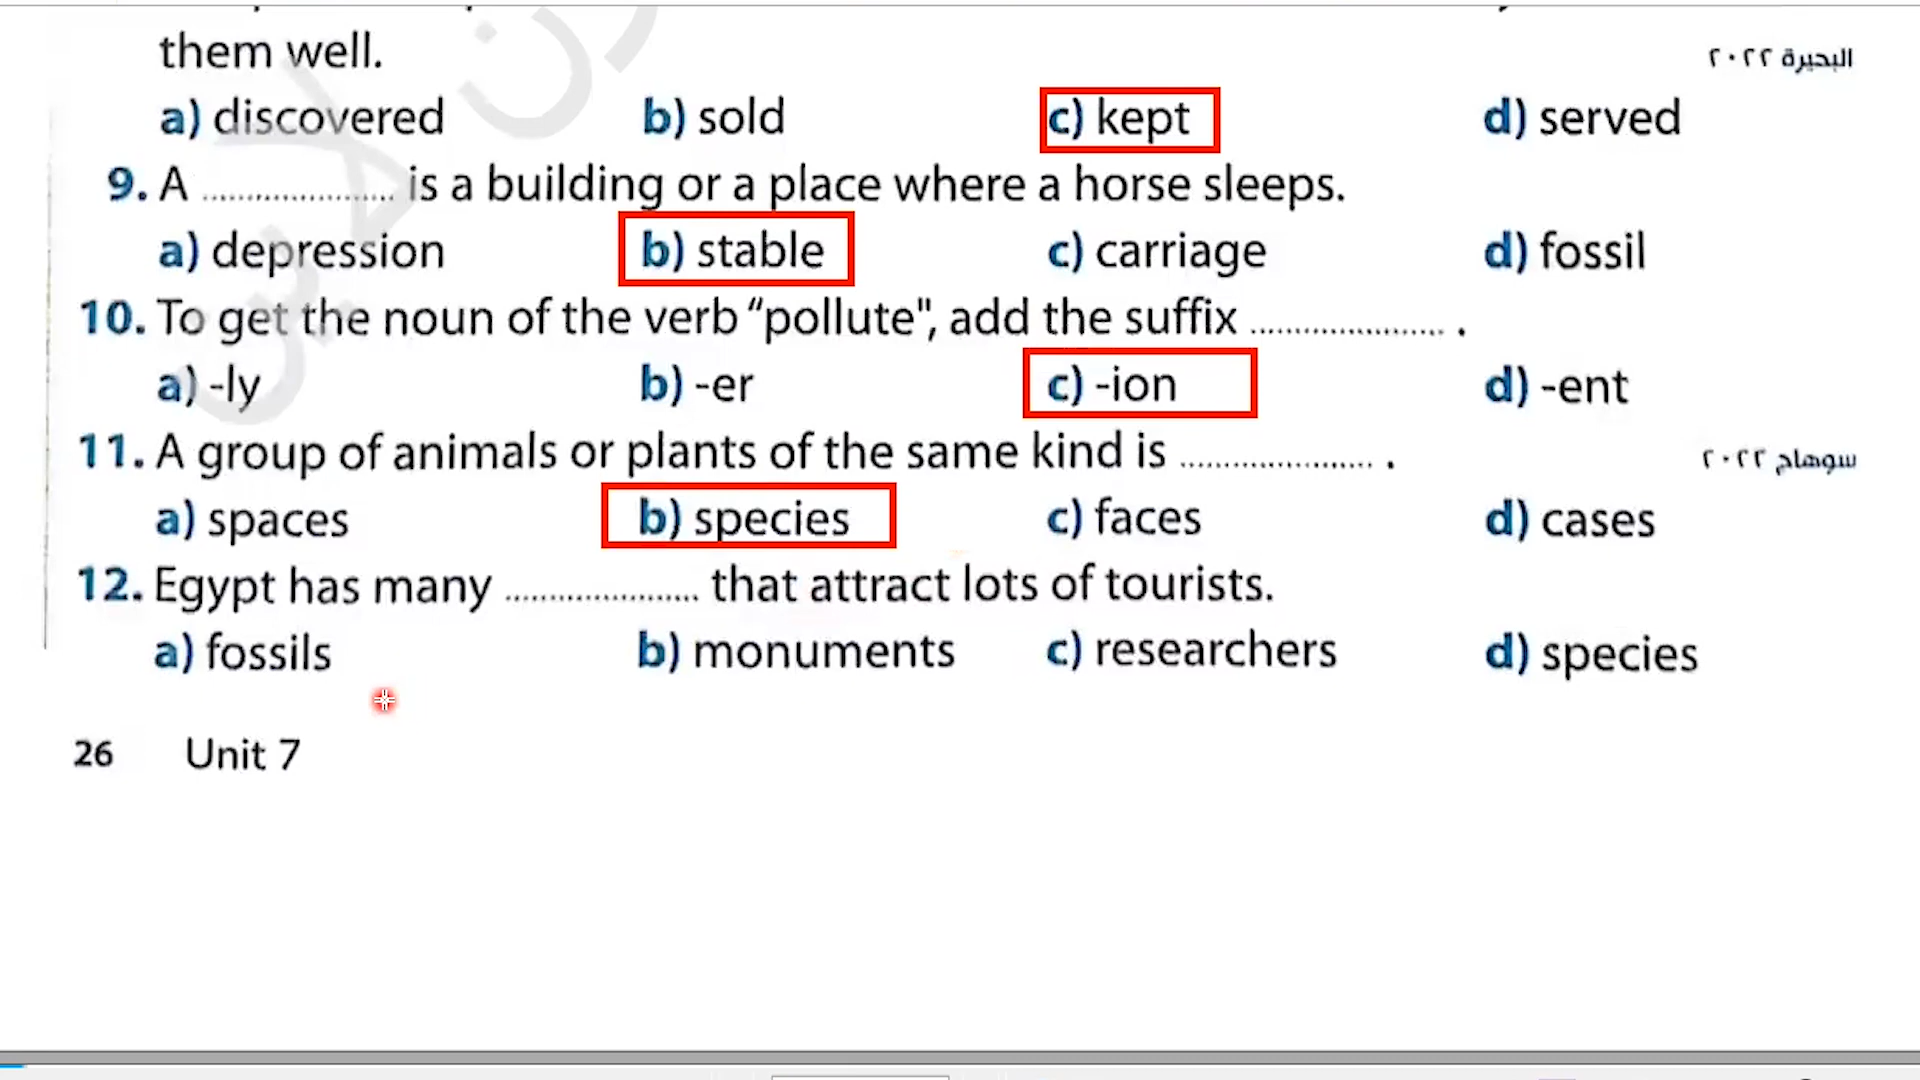 them well.
البحيرة ٢٠٢٢
a) discovered b) sold c) kept d) served
9. A .................... is a building or a place where a horse sleeps.
a) depression b) stable c) carriage d) fossil
10. To get the noun of the verb “pollute", add the suffix .................... .
a) -ly b) -er c) -ion d) -ent
11. A group of animals or plants of the same kind is .................... .
سوهاج ٢٠٢٢
a) spaces b) species c) faces d) cases
12. Egypt has many .................... that attract lots of tourists.
a) fossils b) monuments c) researchers d) species
26 Unit 7